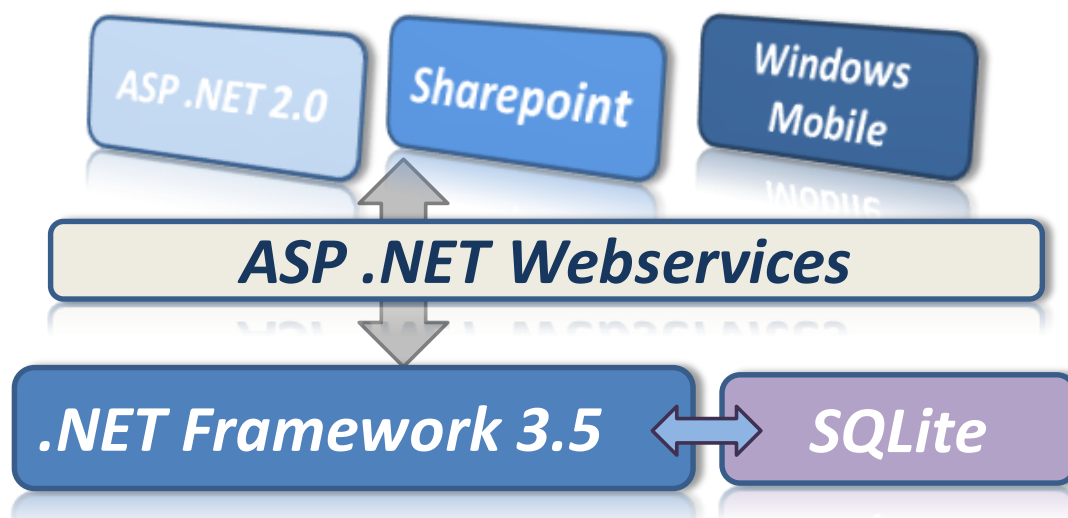 ASP .NET 2.0
Sharepoint
Windows
Mobile
ASP .NET Webservices
.NET Framework 3.5
SQLite